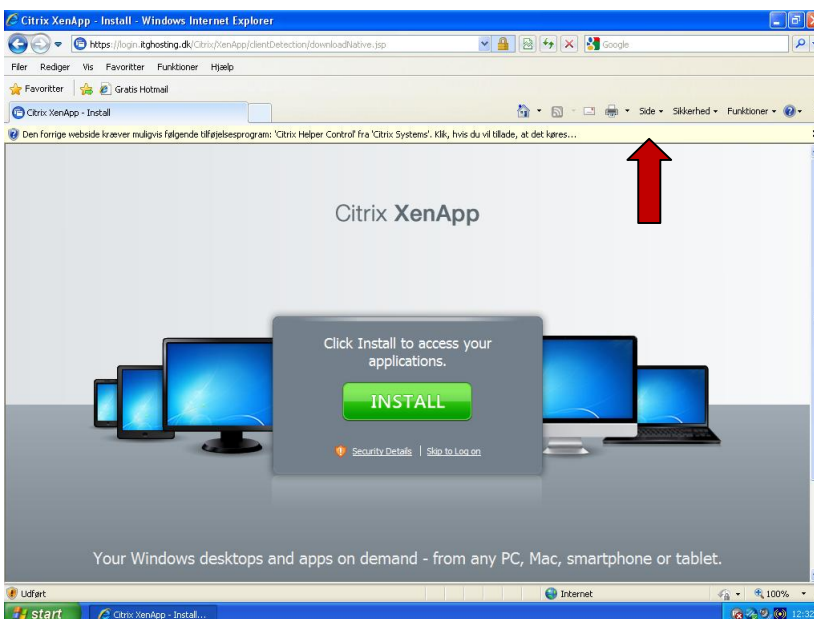 Citrix XenApp - Install - Windows Internet Explorer
https://login.itghosting.dk/Citrix/XenApp/clientDetection/downloadNative.jsp
Google
Filer Rediger Vis Favoritter Funktioner Hjælp
Favoritter Gratis Hotmail
Citrix XenApp - Install
Side Sikkerhed Funktioner
Den forrige webside kræver muligvis følgende tilføjelsesprogram: 'Citrix Helper Control' fra 'Citrix Systems'. Klik, hvis du vil tillade, at det køres...
Citrix XenApp
Click Install to access your
applications.
INSTALL
Security Details | Skip to Log on
Your Windows desktops and apps on demand - from any PC, Mac, smartphone or tablet.
Udført Internet 100%
start Citrix XenApp - Install... 12:32